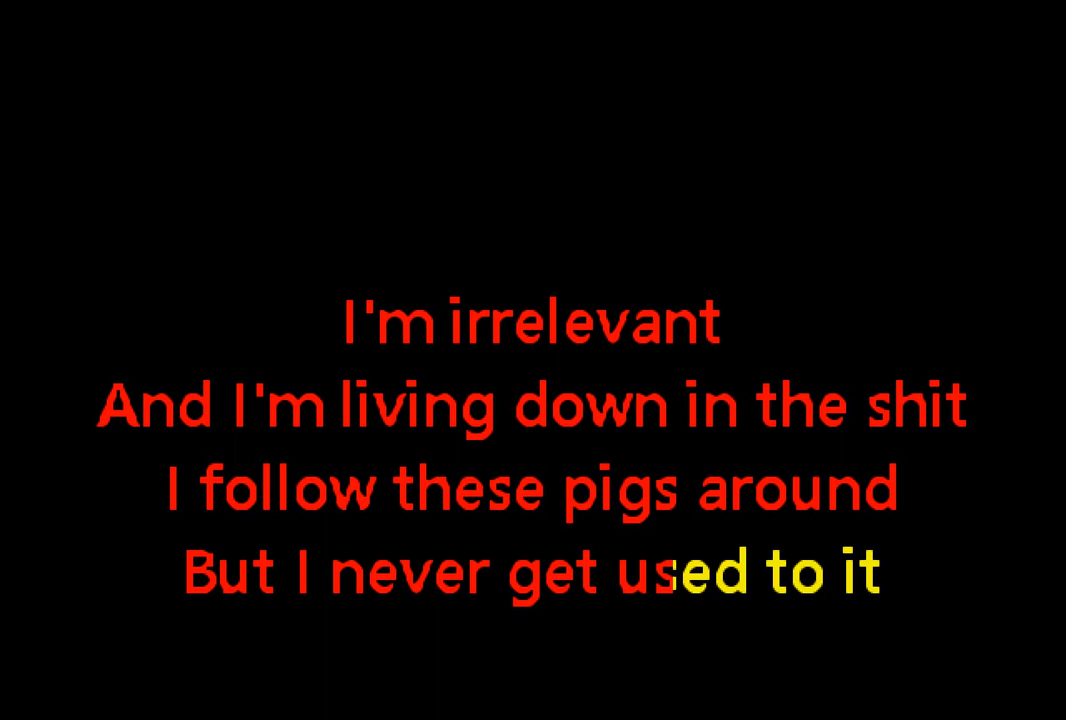 I'm irrelevant
And I'm living down in the shit
I follow these pigs around
But I never get used to it